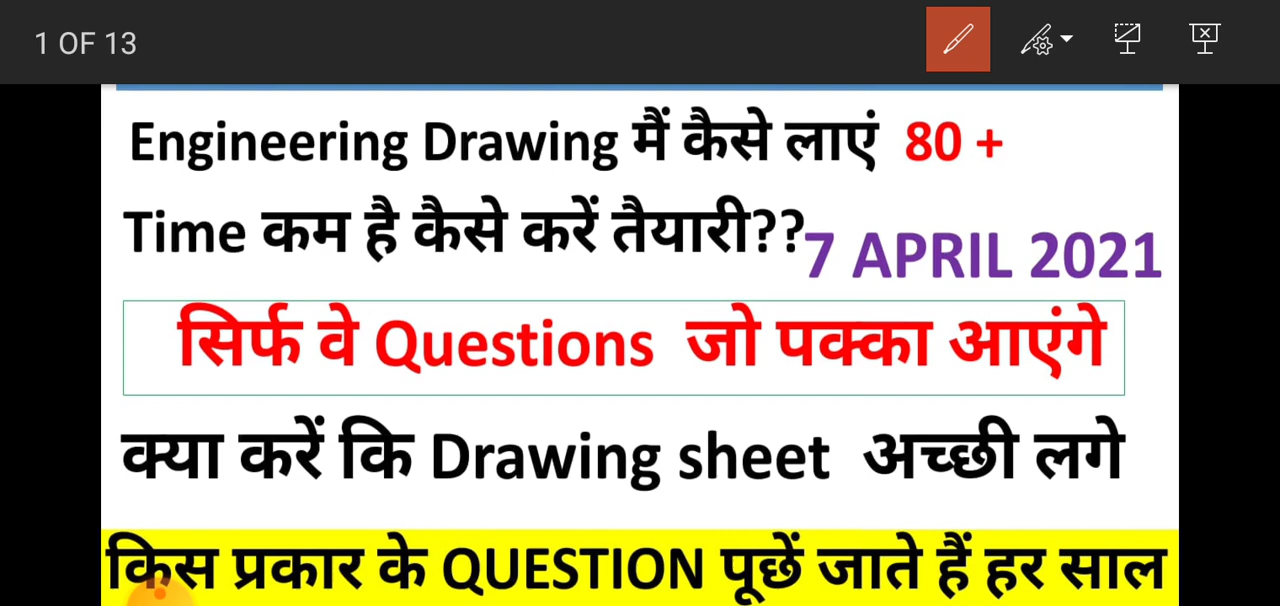 1 OF 13
Engineering Drawing मैं कैसे लाएं 80 +
Time कम है कैसे करें तैयारी??
7 APRIL 2021
सिर्फ वे Questions जो पक्का आएंगे
क्या करें कि Drawing sheet अच्छी लगे
किस प्रकार के QUESTION पूछें जाते हैं हर साल